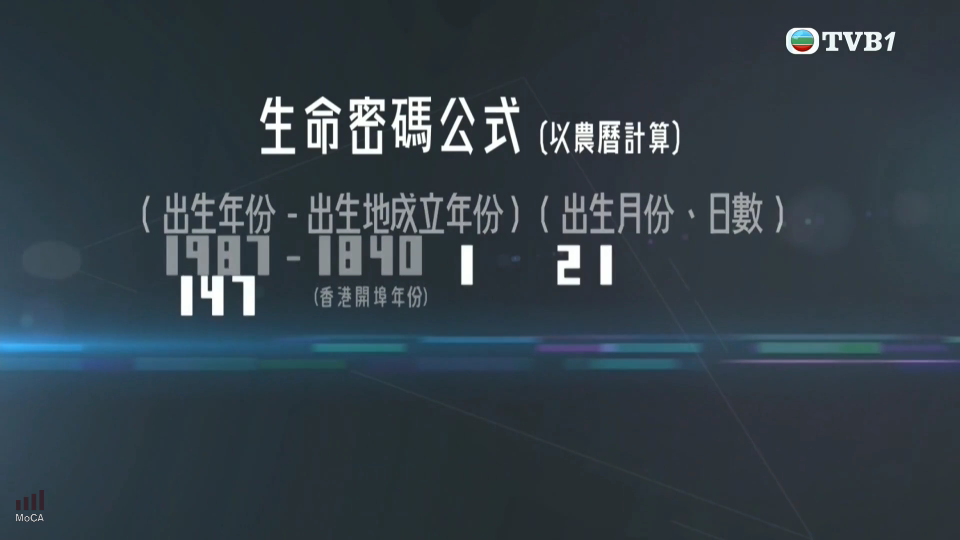 TVB1
生命密碼公式 (以農曆計算)
(出生年份 - 出生地成立年份) (出生月份、日數)
1987 - 1840 1 21
147 (香港開埠年份)
MoCA